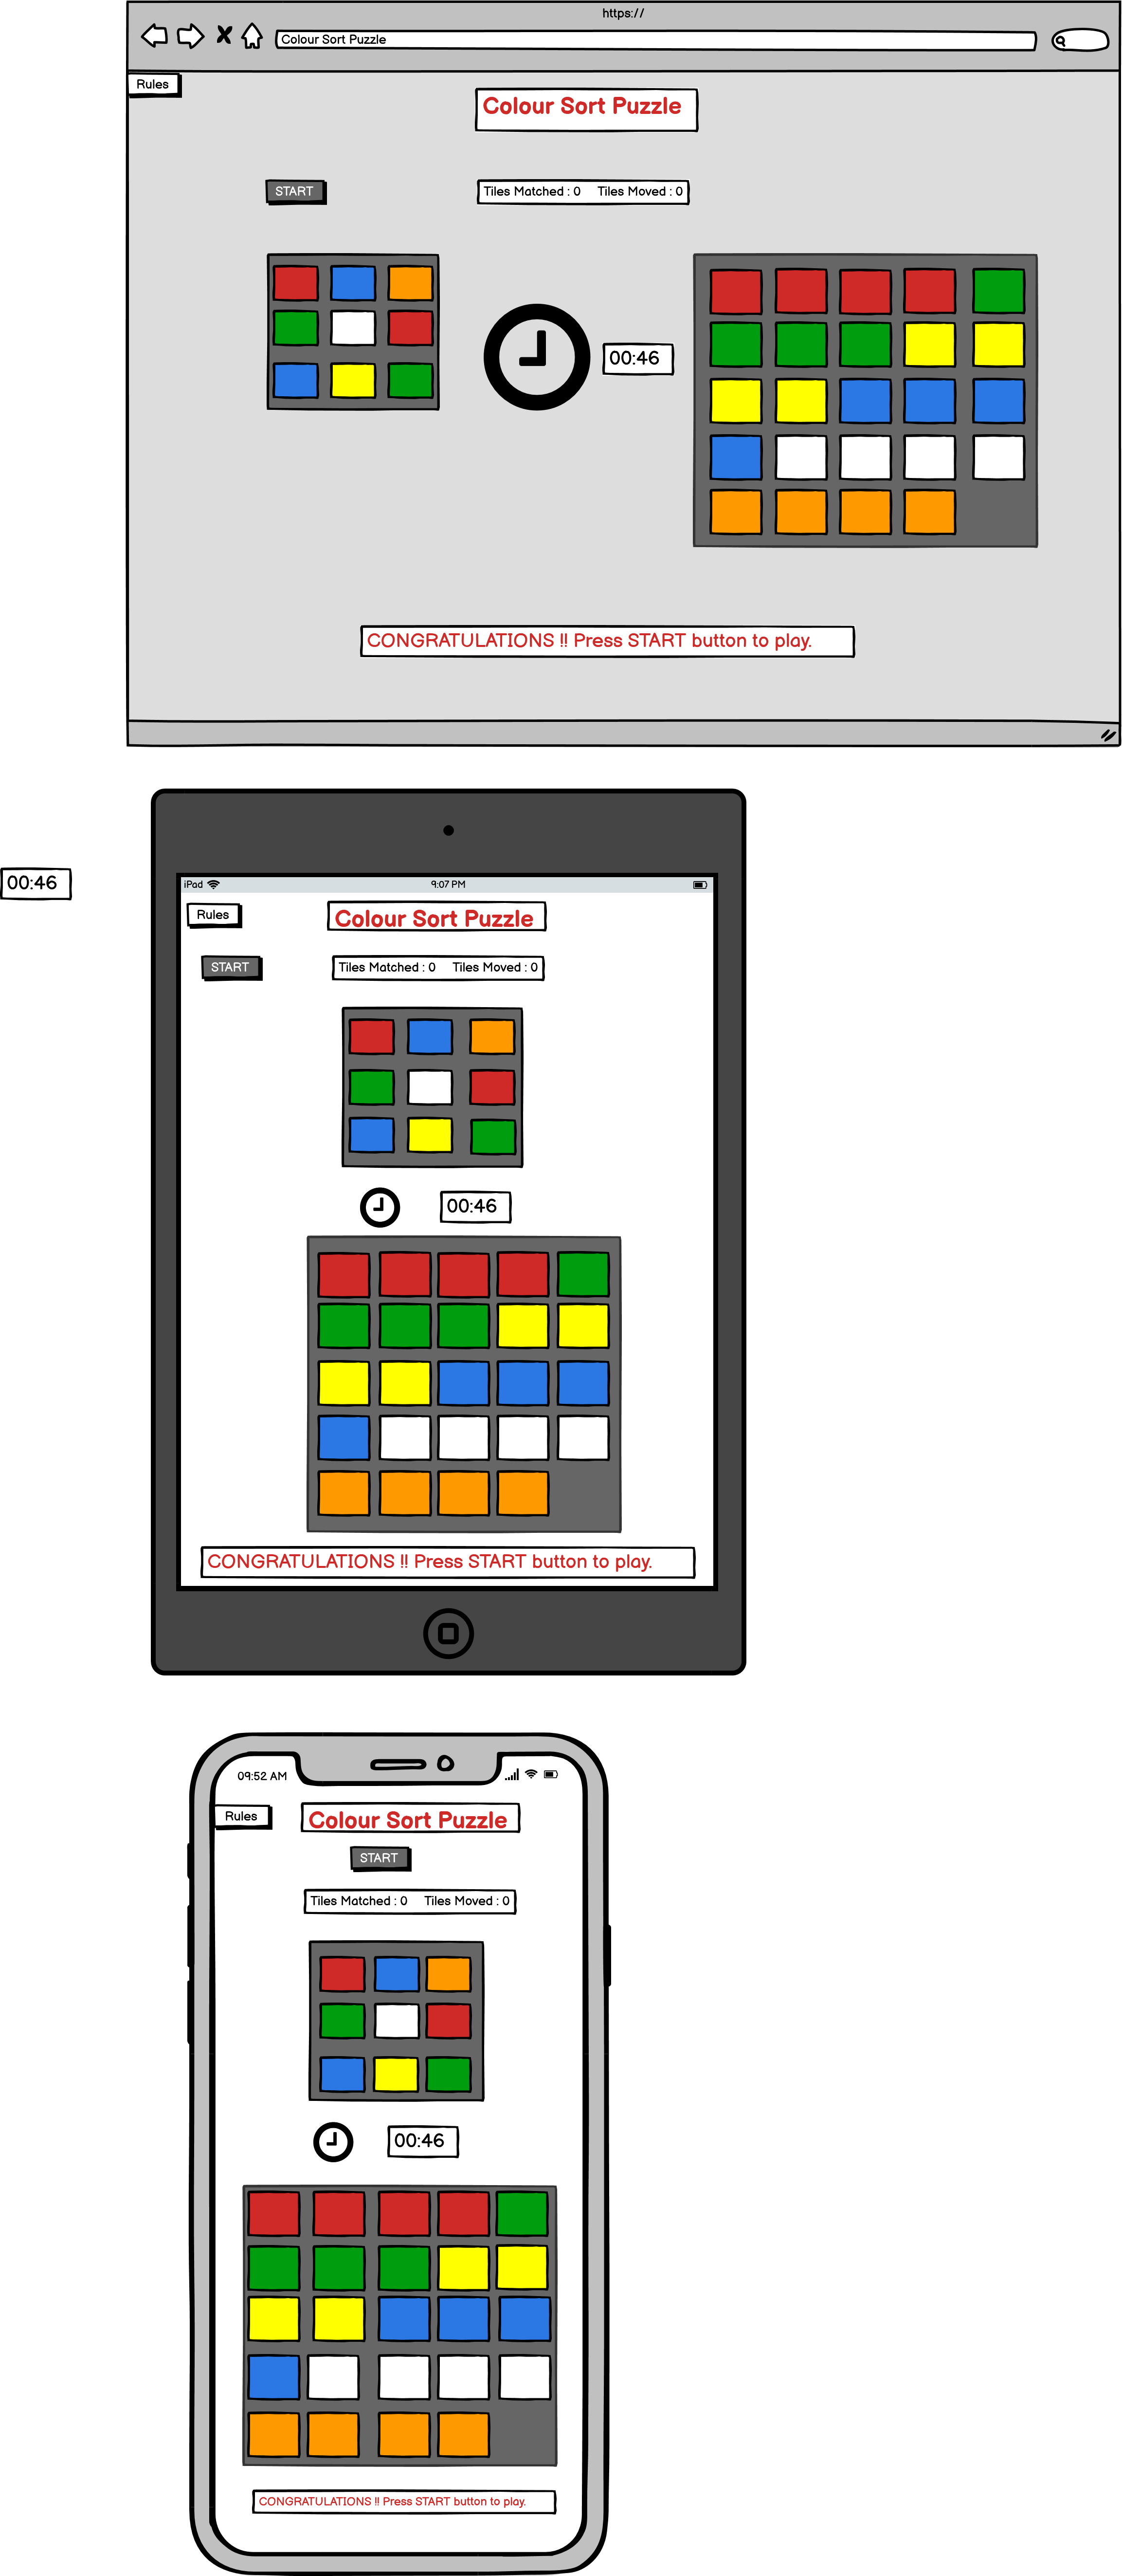 https://
Colour Sort Puzzle
Rules
Colour Sort Puzzle
START
Tiles Matched : 0 Tiles Moved : 0
00:46
CONGRATULATIONS !! Press START button to play.
00:46
iPad 9:07 PM
Rules
Colour Sort Puzzle
START
Tiles Matched : 0 Tiles Moved : 0
00:46
CONGRATULATIONS !! Press START button to play.
09:52 AM
Rules
Colour Sort Puzzle
START
Tiles Matched : 0 Tiles Moved : 0
00:46
CONGRATULATIONS !! Press START button to play.